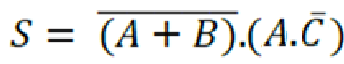 $S = \overline{(A + B)}.(A.\bar{C})$